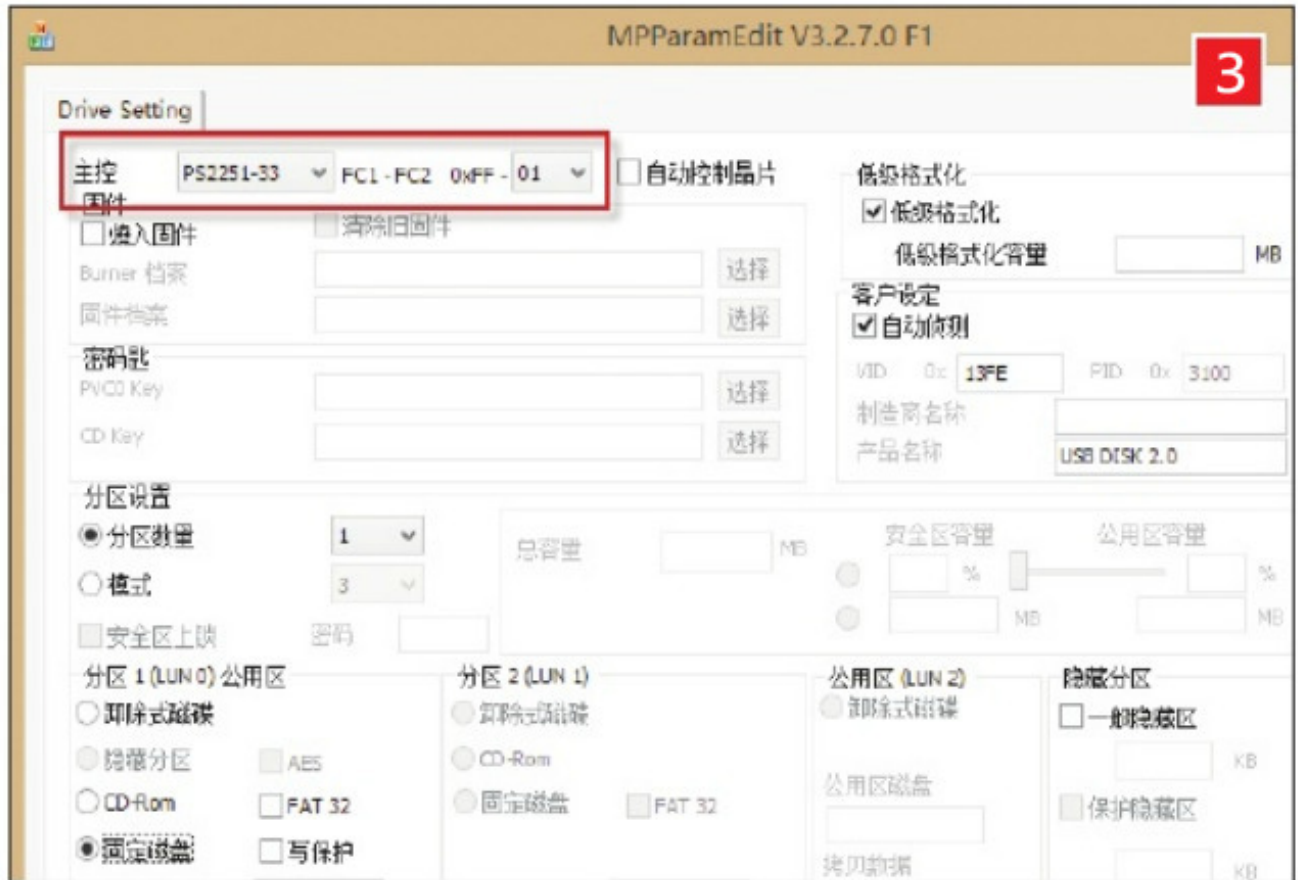 MPParamEdit V3.2.7.0 F1
3
Drive Setting
主控 PS2251-33 FC1 - FC2 0xFF - 01 自动控制晶片
固件
烧入固件 清除旧固件
Burner 档案 选择
固件档案 选择
密码匙
PVC0 Key 选择
CD Key 选择
低级格式化
低级格式化
低级格式化容量 MB
客户设定
自动侦测
VID 0x 13FE PID 0x 3100
制造商名称
产品名称 USB DISK 2.0
分区设置
分区数量 1
模式 3
安全区上锁 密码
总容量 MB 安全区容量 公用区容量
% %
MB MB
分区 1 (LUN 0) 公用区
卸除式磁碟
隐藏分区 AES
CD-Rom FAT 32
固定磁盘 写保护
分区 2 (LUN 1)
卸除式磁碟
CD-Rom
固定磁盘 FAT 32
公用区 (LUN 2)
卸除式磁碟
公用区磁盘
拷贝数据
隐藏分区
一般隐藏区
KB
保护隐藏区
KB